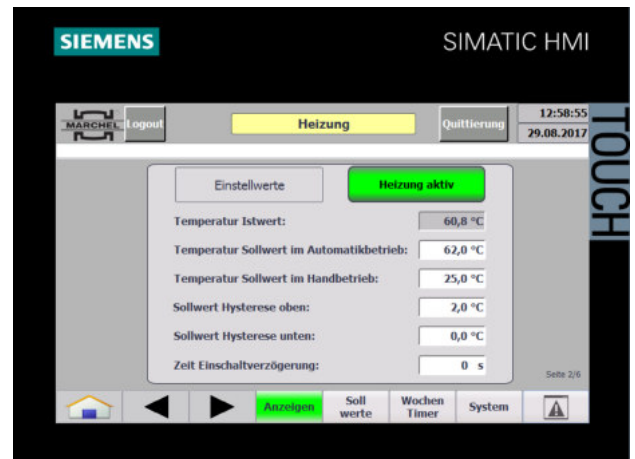 SIEMENS
SIMATIC HMI
TOUCH
MARCHEL
Logout
Heizung
Quittierung
12:58:55
29.08.2017
Einstellwerte
Heizung aktiv
Temperatur Istwert: 60,8 °C
Temperatur Sollwert im Automatikbetrieb: 62,0 °C
Temperatur Sollwert im Handbetrieb: 25,0 °C
Sollwert Hysterese oben: 2,0 °C
Sollwert Hysterese unten: 0,0 °C
Zeit Einschaltverzögerung: 0 s
Seite 2/6
Anzeigen
Soll
werte
Wochen
Timer
System